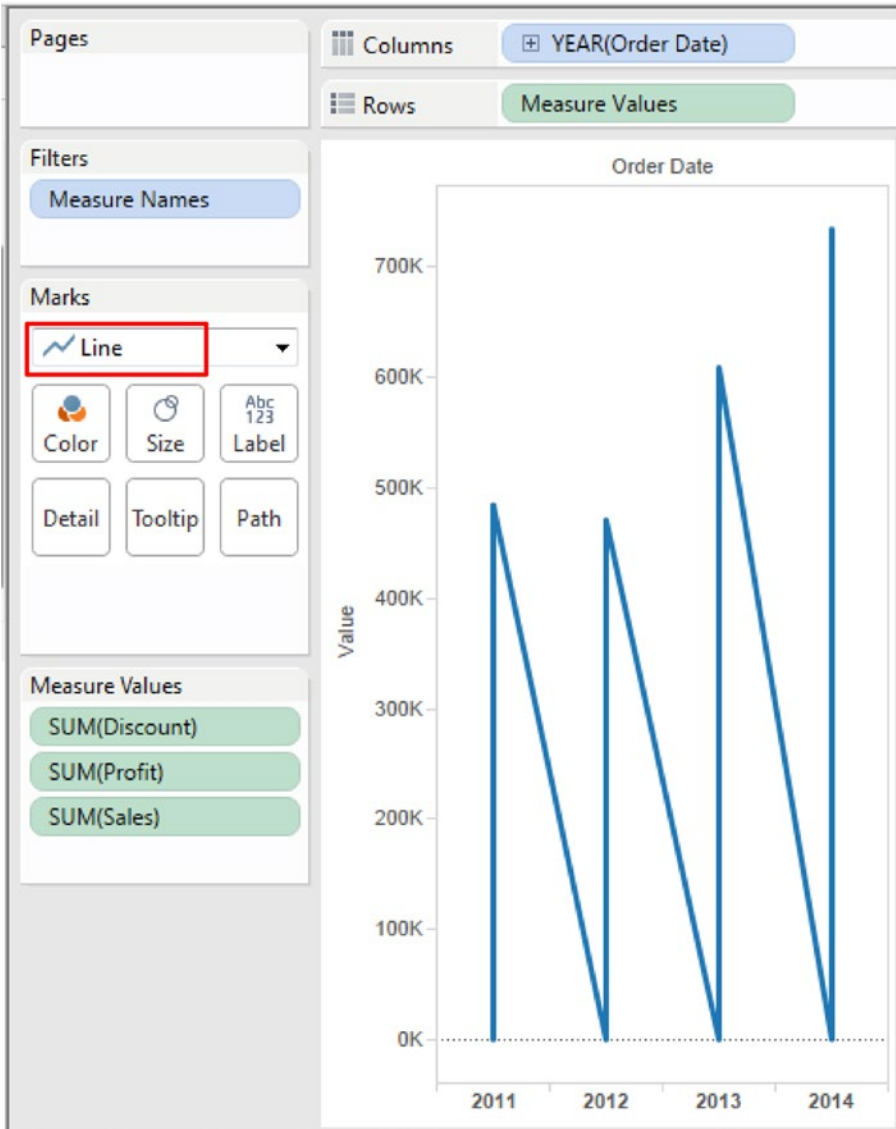 Pages
Columns
YEAR(Order Date)
Rows
Measure Values
Filters
Measure Names
Marks
Line
Color
Size
Abc
123
Label
Detail
Tooltip
Path
Measure Values
SUM(Discount)
SUM(Profit)
SUM(Sales)
Order Date
Value
700K
600K
500K
400K
300K
200K
100K
0K
2011 2012 2013 2014